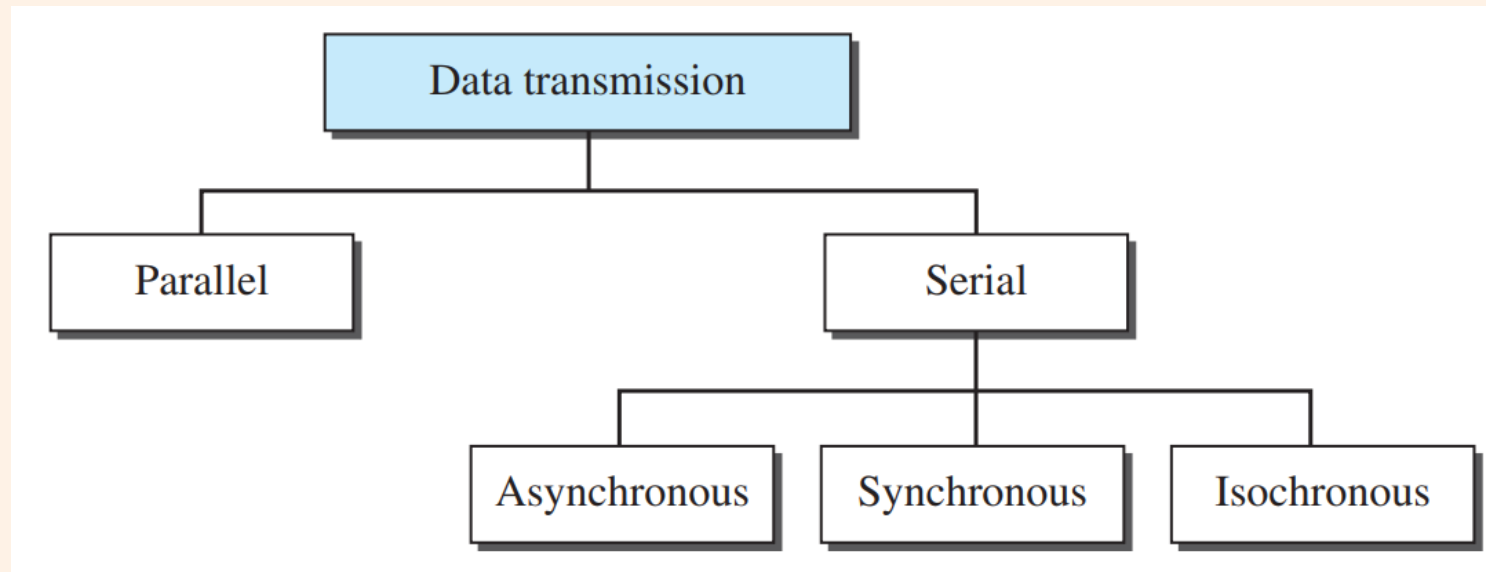 Data transmission
Parallel
Serial
Asynchronous
Synchronous
Isochronous